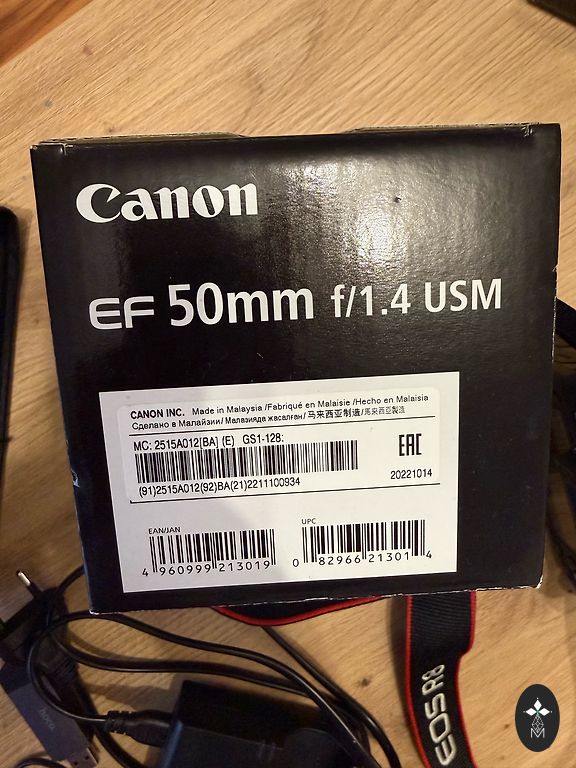 Canon
EF 50mm f/1.4 USM
CANON INC. Made in Malaysia /Fabriqué en Malaisie /Hecho en Malaisia
Сделано в Малайзии/ Малазияда жасалған/ 马来西亚制造/馬來西亞製造
MC: 2515A012[BA] (E) GS1-128:
EAC
(91)2515A012(92)BA(21)2211100934
20221014
EAN/JAN
UPC
4 960999 213019
0 82966 21301 4
hoco
EOS R8
M